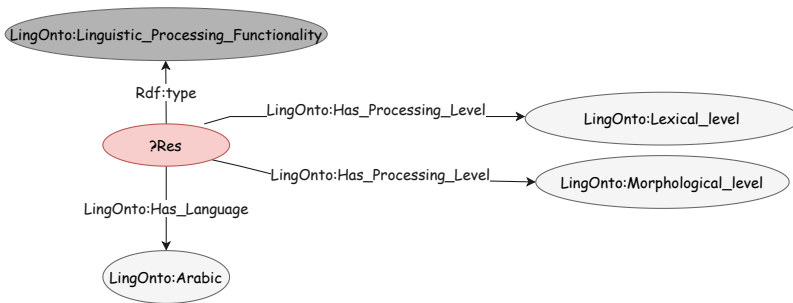 LingOnto:Linguistic_Processing_Functionality
Rdf:type
LingOnto:Has_Processing_Level
LingOnto:Lexical_level
?Res
LingOnto:Has_Processing_Level
LingOnto:Morphological_level
LingOnto:Has_Language
LingOnto:Arabic